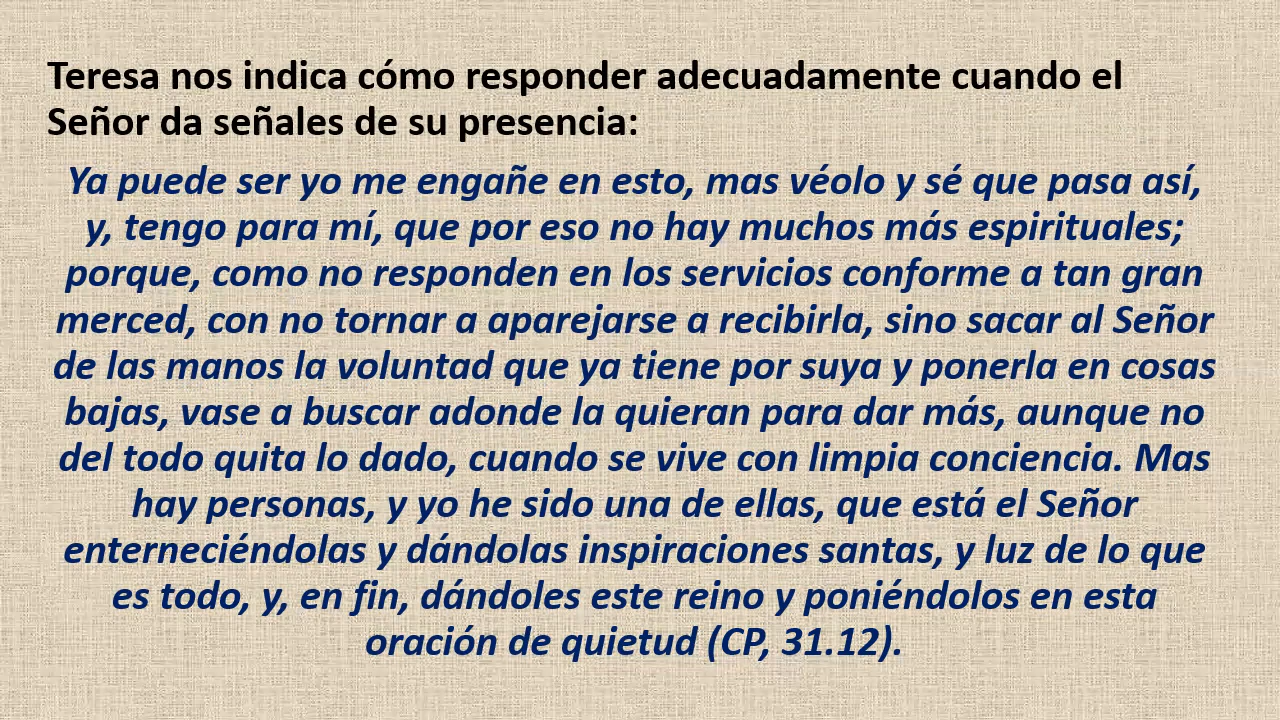 Teresa nos indica cómo responder adecuadamente cuando el
Señor da señales de su presencia:
Ya puede ser yo me engañe en esto, mas véolo y sé que pasa así,
y, tengo para mí, que por eso no hay muchos más espirituales;
porque, como no responden en los servicios conforme a tan gran
merced, con no tornar a aparejarse a recibirla, sino sacar al Señor
de las manos la voluntad que ya tiene por suya y ponerla en cosas
bajas, vase a buscar adonde la quieran para dar más, aunque no
del todo quita lo dado, cuando se vive con limpia conciencia. Mas
hay personas, y yo he sido una de ellas, que está el Señor
enterneciéndolas y dándolas inspiraciones santas, y luz de lo que
es todo, y, en fin, dándoles este reino y poniéndolos en esta
oración de quietud (CP, 31.12).